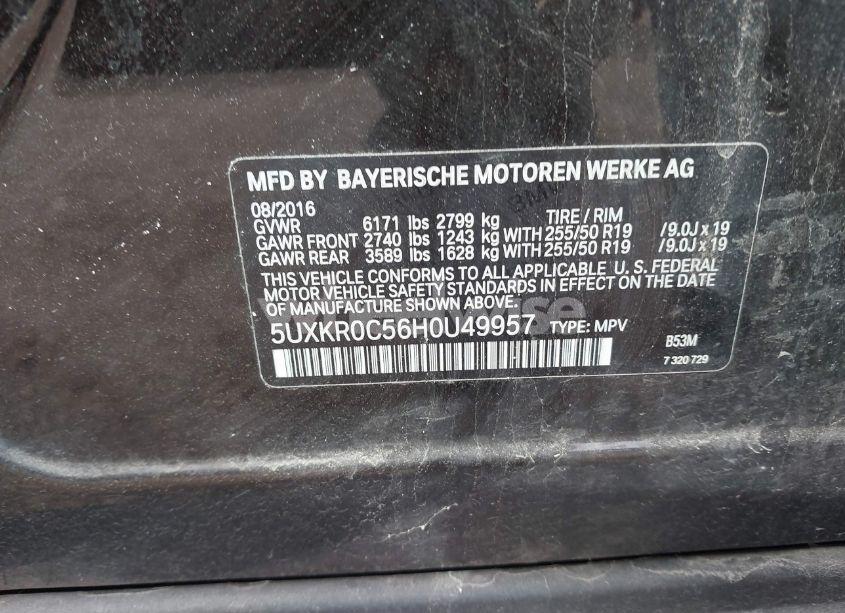 MFD BY BAYERISCHE MOTOREN WERKE AG
08/2016 TIRE / RIM
GVWR 6171 lbs 2799 kg
GAWR FRONT 2740 lbs 1243 kg WITH 255/50 R19 /9.0J x 19
GAWR REAR 3589 lbs 1628 kg WITH 255/50 R19 /9.0J x 19
THIS VEHICLE CONFORMS TO ALL APPLICABLE U.S. FEDERAL
MOTOR VEHICLE SAFETY STANDARDS IN EFFECT ON THE DATE
OF MANUFACTURE SHOWN ABOVE.
5UXKR0C56H0U49957 TYPE: MPV B53M
7 320 729